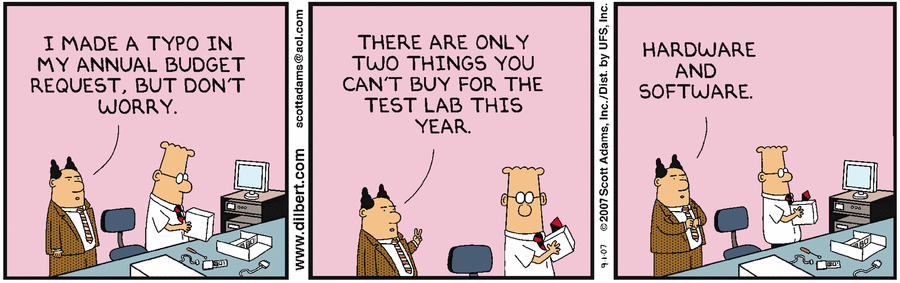 I MADE A TYPO IN
MY ANNUAL BUDGET
REQUEST, BUT DON'T
WORRY.
www.dilbert.com scottadams@aol.com
THERE ARE ONLY
TWO THINGS YOU
CAN'T BUY FOR THE
TEST LAB THIS
YEAR.
9-1-07 ©2007 Scott Adams, Inc./Dist. by UFS, Inc.
HARDWARE
AND
SOFTWARE.